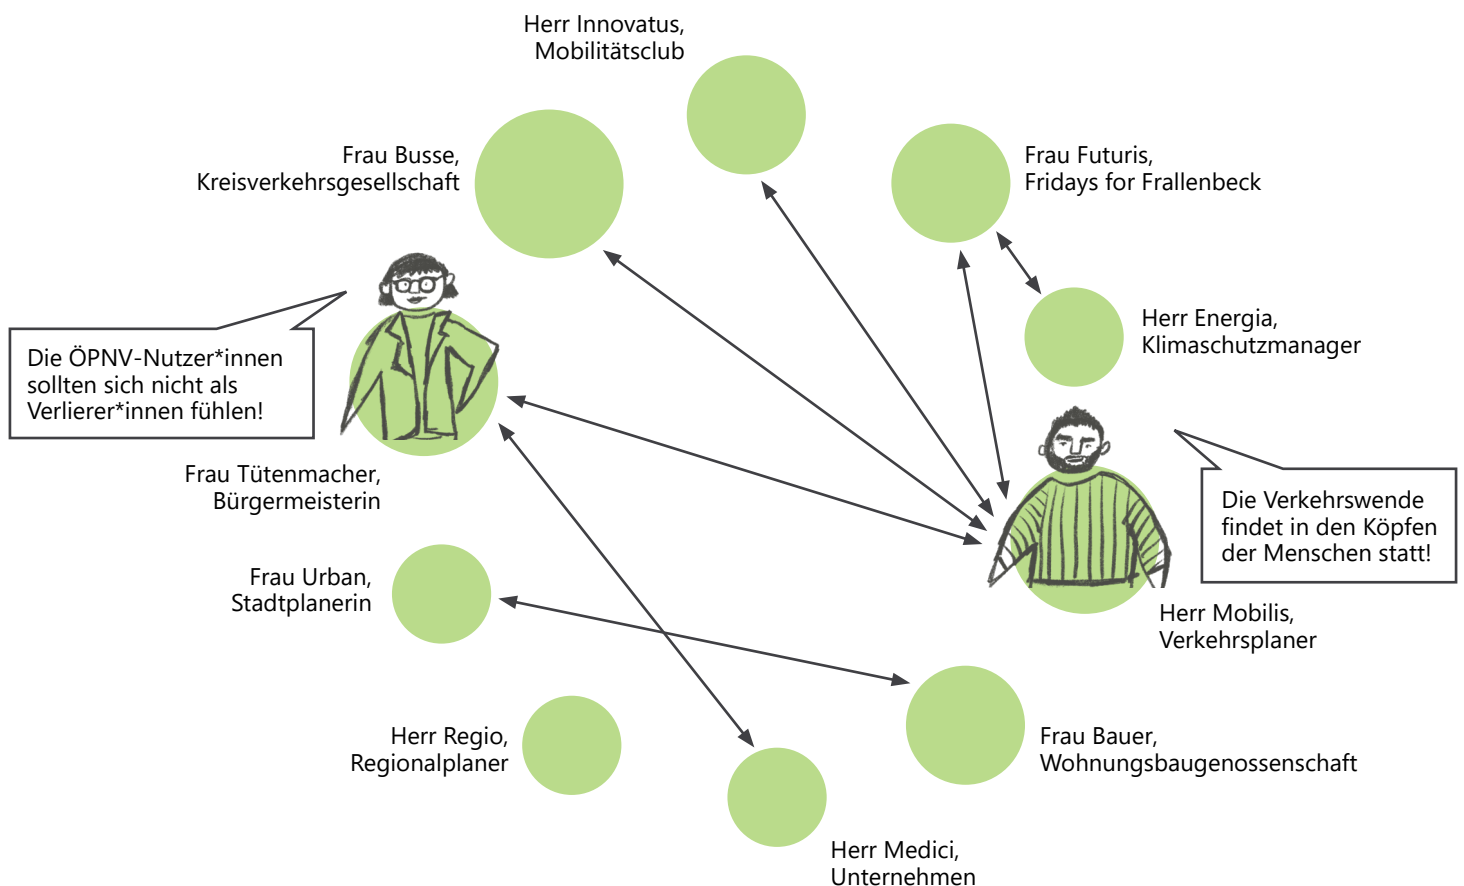 Herr Innovatus,
Mobilitätsclub
Frau Busse,
Kreisverkehrsgesellschaft
Frau Futuris,
Fridays for Frallenbeck
Herr Energia,
Klimaschutzmanager
Die ÖPNV-Nutzer*innen
sollten sich nicht als
Verlierer*innen fühlen!
Frau Tütenmacher,
Bürgermeisterin
Die Verkehrswende
findet in den Köpfen
der Menschen statt!
Herr Mobilis,
Verkehrsplaner
Frau Urban,
Stadtplanerin
Herr Regio,
Regionalplaner
Frau Bauer,
Wohnungsbaugenossenschaft
Herr Medici,
Unternehmen